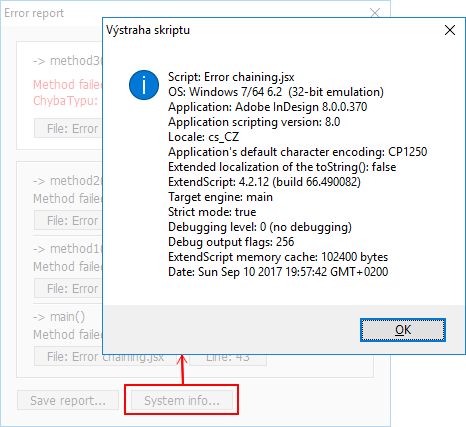 Error report
-> method3(
Method failed
ChybaTypu:
File: Error
-> method2(
Method failed
File: Error
-> method1(
Method failed
File: Error
-> main()
Method failed
File: Error chaining.jsx
Line: 43
Save report...
System info...
Výstraha skriptu
Script: Error chaining.jsx
OS: Windows 7/64 6.2  (32-bit emulation)
Application: Adobe InDesign 8.0.0.370
Application scripting version: 8.0
Locale: cs_CZ
Application's default character encoding: CP1250
Extended localization of the toString(): false
ExtendScript: 4.2.12 (build 66.490082)
Target engine: main
Strict mode: true
Debugging level: 0 (no debugging)
Debug output flags: 256
ExtendScript memory cache: 102400 bytes
Date: Sun Sep 10 2017 19:57:42 GMT+0200
OK